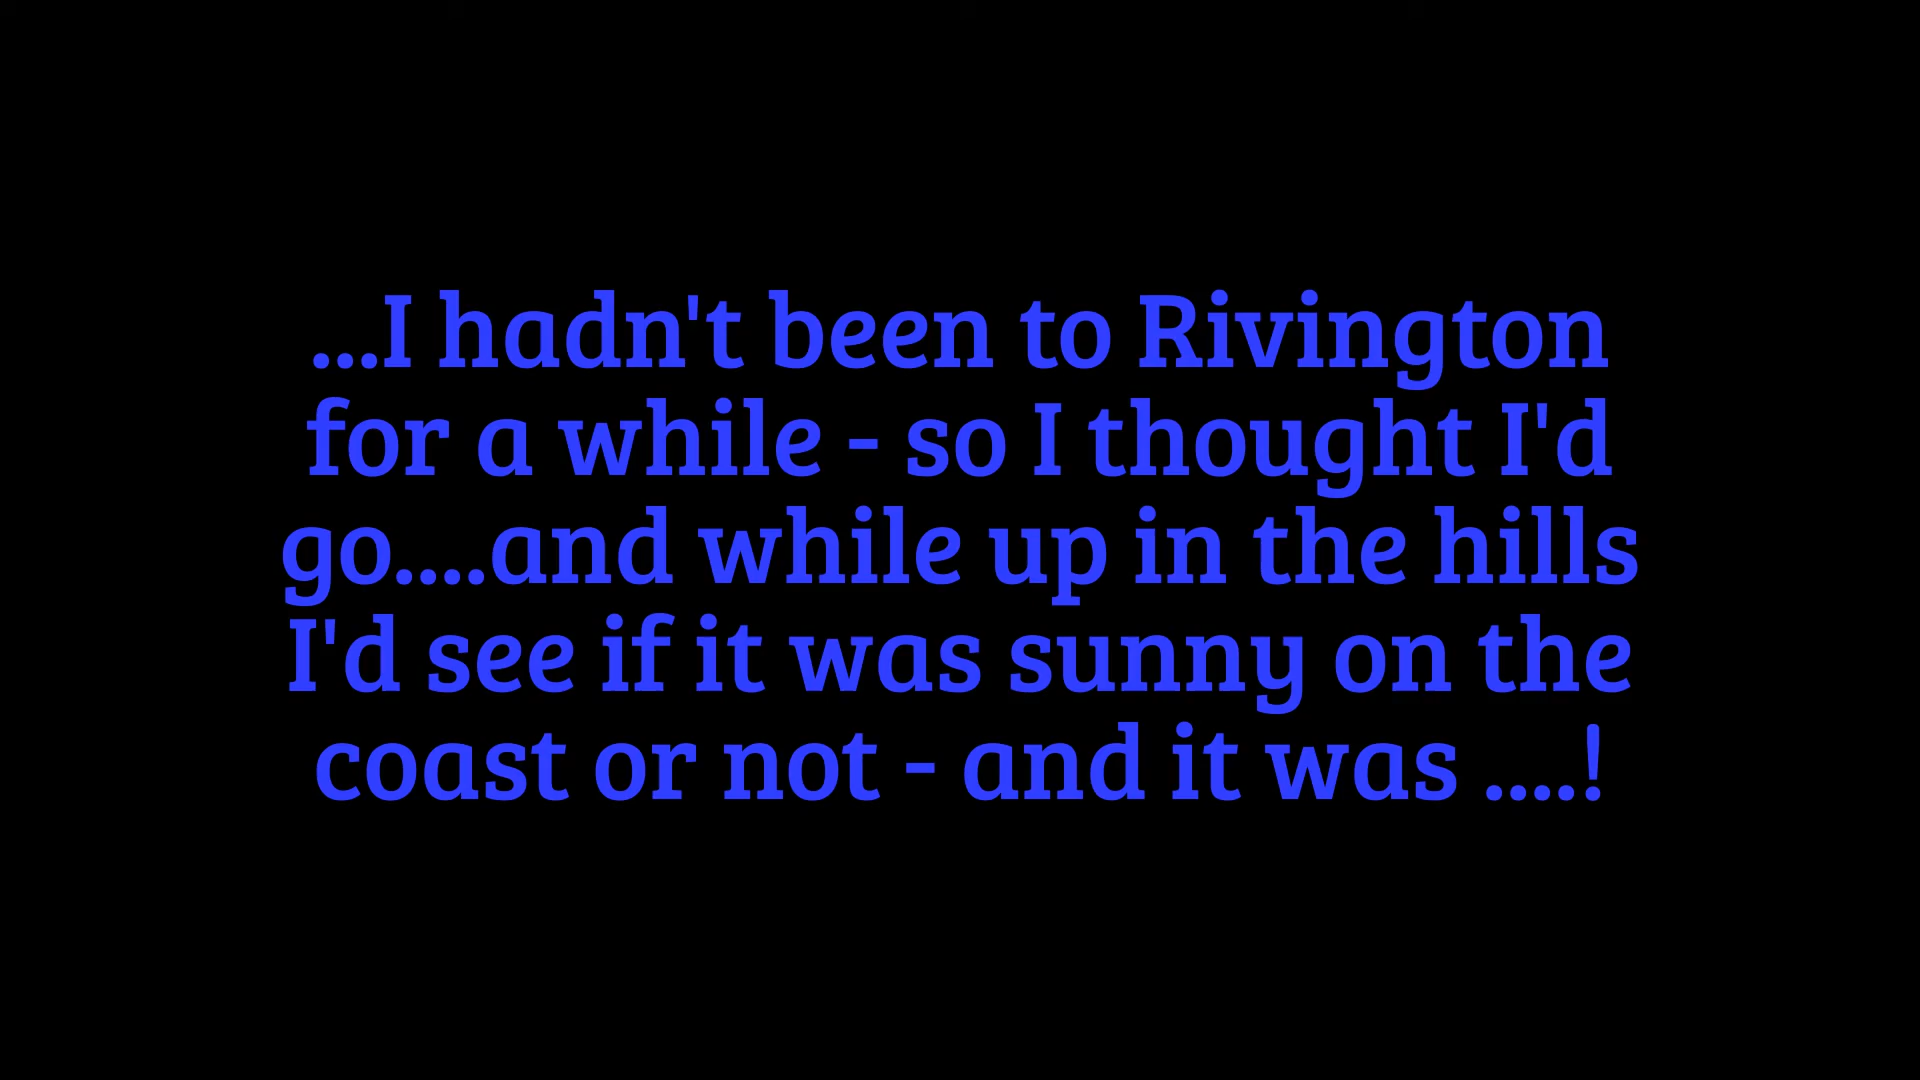 ...I hadn't been to Rivington
for a while - so I thought I'd
go....and while up in the hills
I'd see if it was sunny on the
coast or not - and it was ....!